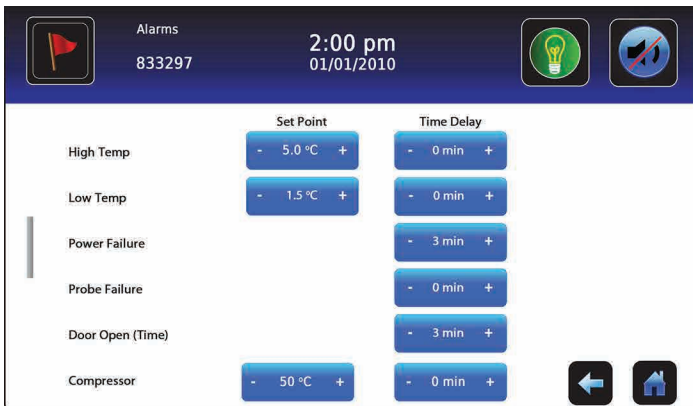 Alarms
833297
2:00 pm
01/01/2010
Set Point Time Delay
High Temp - 5.0 °C + - 0 min +
Low Temp - 1.5 °C + - 0 min +
Power Failure - 3 min +
Probe Failure - 0 min +
Door Open (Time) - 3 min +
Compressor - 50 °C + - 0 min +